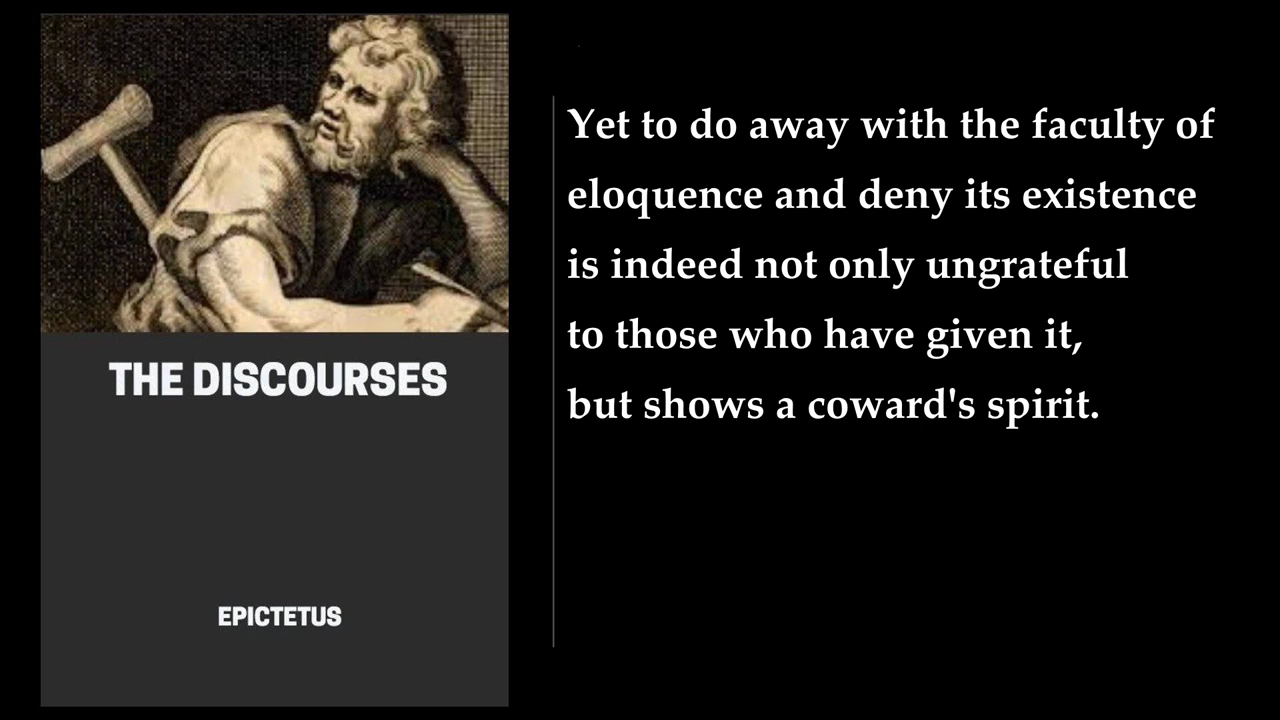 THE DISCOURSES
EPICTETUS
Yet to do away with the faculty of
eloquence and deny its existence
is indeed not only ungrateful
to those who have given it,
but shows a coward's spirit.